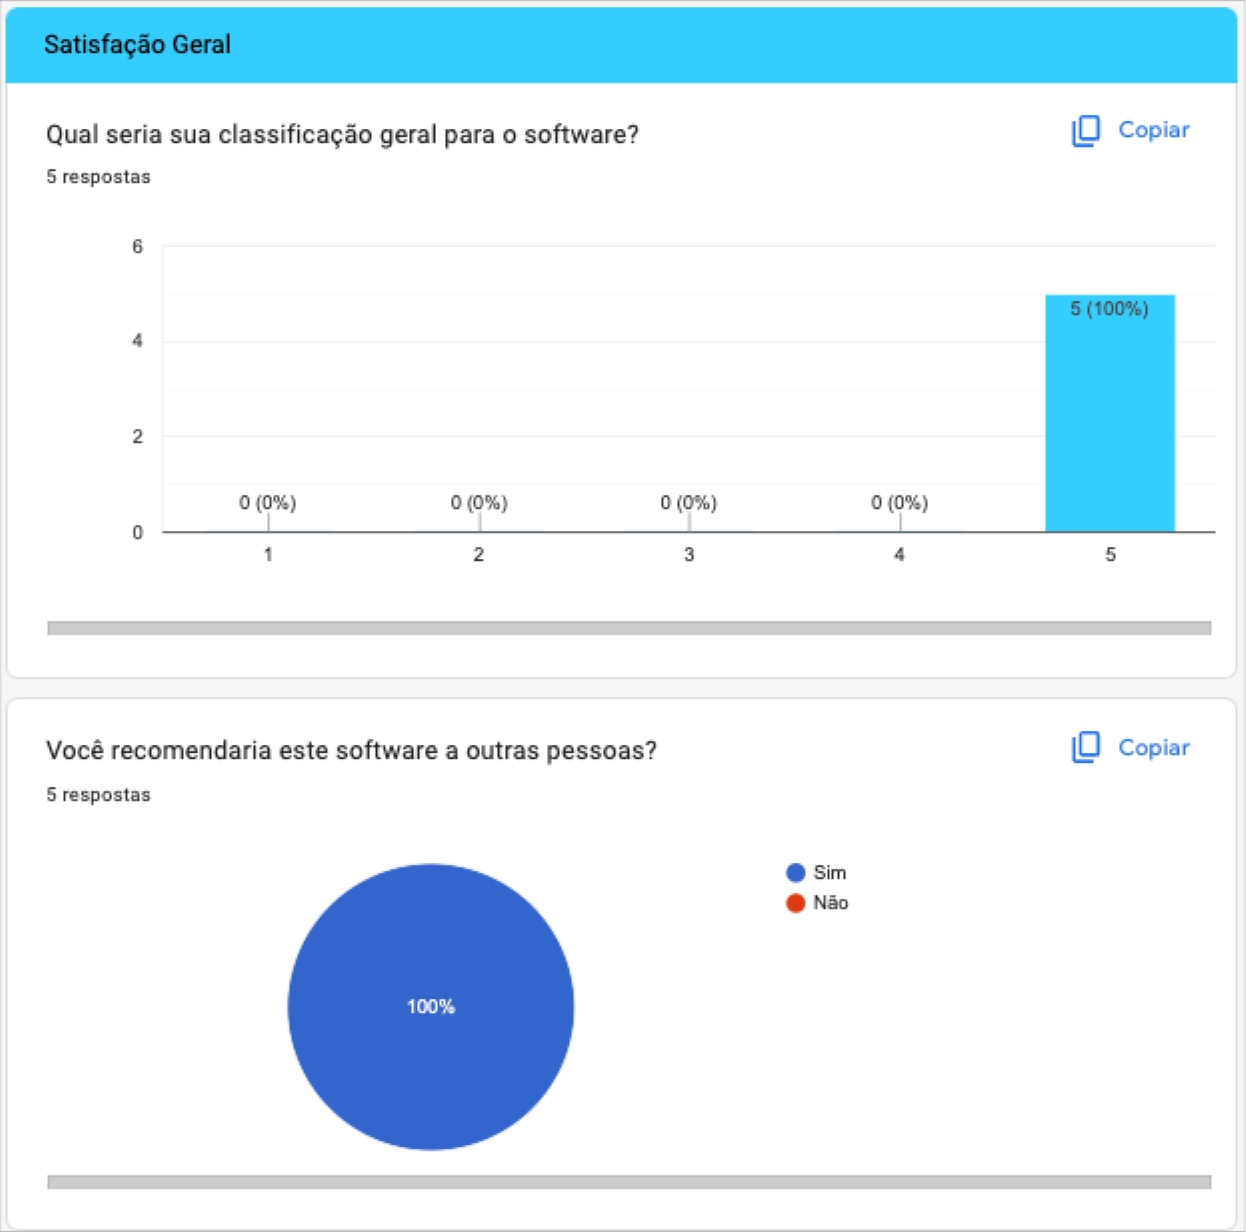 Satisfação Geral
Qual seria sua classificação geral para o software?
Copiar
5 respostas
6
4
2
0
0 (0%)
0 (0%)
0 (0%)
0 (0%)
5 (100%)
1
2
3
4
5
Você recomendaria este software a outras pessoas?
Copiar
5 respostas
Sim
Não
100%